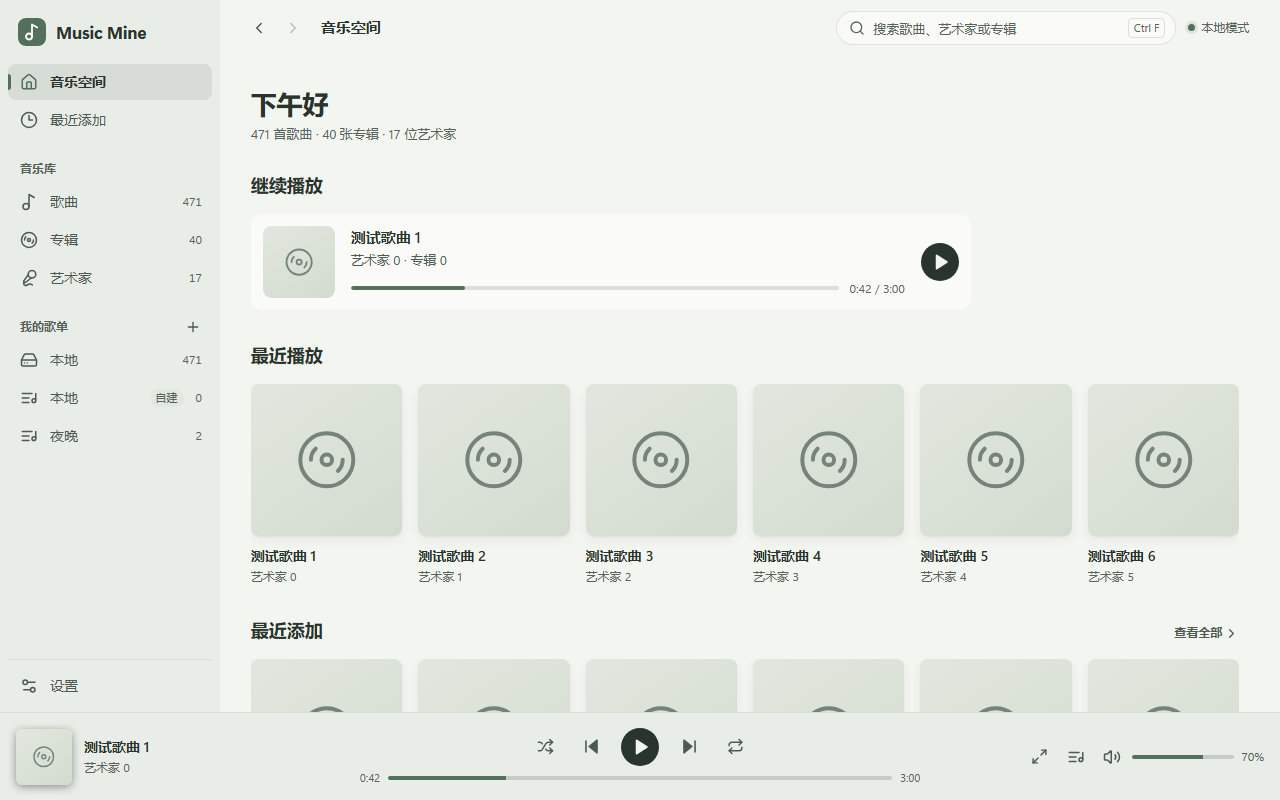 Music Mine
音乐空间
最近添加
音乐库
歌曲 471
专辑 40
艺术家 17
我的歌单
本地 471
本地 自建 0
夜晚 2
设置
音乐空间
搜索歌曲、艺术家或专辑 Ctrl F
本地模式
下午好
471 首歌曲 · 40 张专辑 · 17 位艺术家
继续播放
测试歌曲 1
艺术家 0 · 专辑 0
0:42 / 3:00
最近播放
测试歌曲 1 测试歌曲 2 测试歌曲 3 测试歌曲 4 测试歌曲 5 测试歌曲 6
艺术家 0 艺术家 1 艺术家 2 艺术家 3 艺术家 4 艺术家 5
最近添加 查看全部
测试歌曲 1
艺术家 0
0:42 3:00
70%